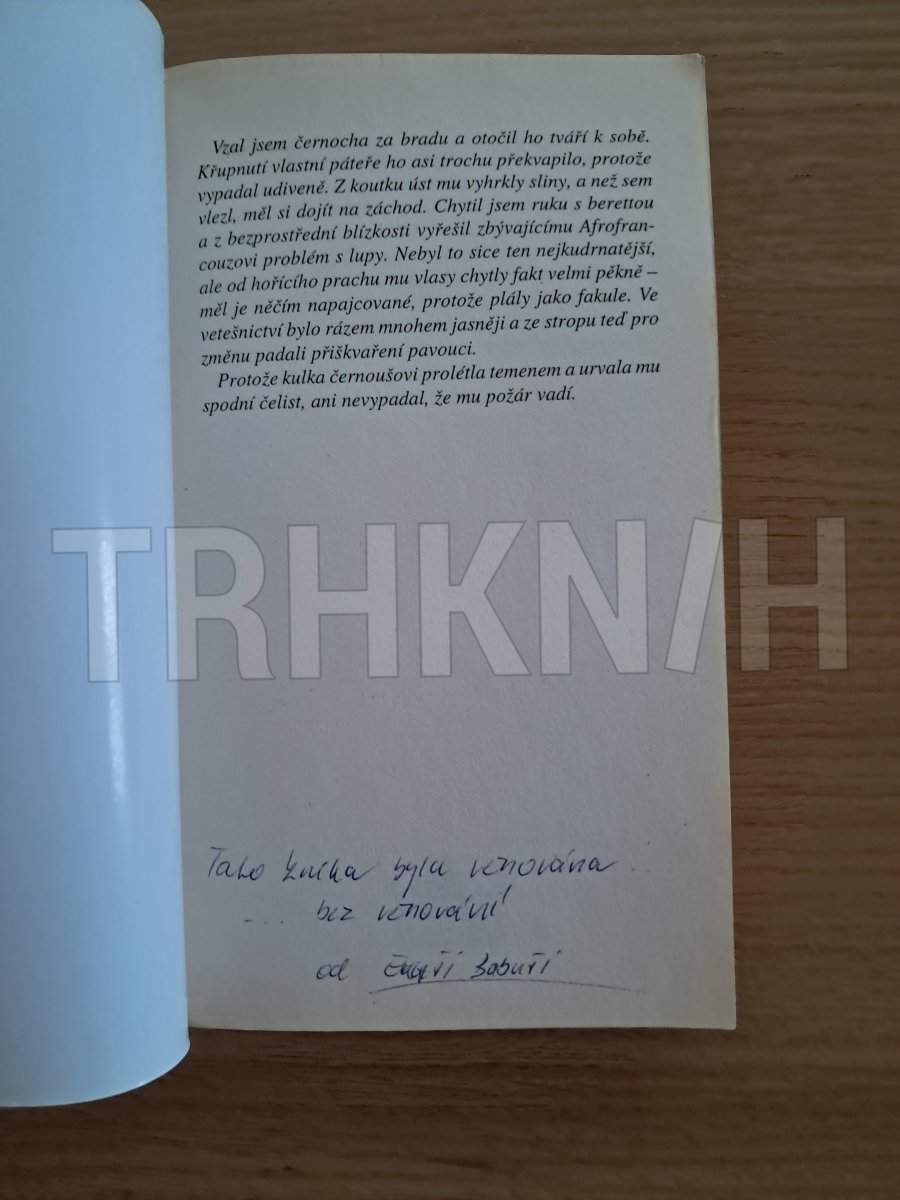 Vzal jsem černocha za bradu a otočil ho tváří k sobě.
Křupnutí vlastní páteře ho asi trochu překvapilo, protože
vypadal udiveně. Z koutku úst mu vyhrkly sliny, a než sem
vlezl, měl si dojít na záchod. Chytil jsem ruku s berettou
a z bezprostřední blízkosti vyřešil zbývajícímu Afrofran-
couzovi problém s lupy. Nebyl to sice ten nejkudrnatější,
ale od hořícího prachu mu vlasy chytly fakt velmi pěkně –
měl je něčím napajcované, protože plály jako fakule. Ve
vetešnictví bylo rázem mnohem jasněji a ze stropu teď pro
změnu padali přiškvaření pavouci.
Protože kulka černoušovi prolétla temenem a urvala mu
spodní čelist, ani nevypadal, že mu požár vadí.
TRHKNIH
Tato kniha byla věnována ..
... bez věnování
od